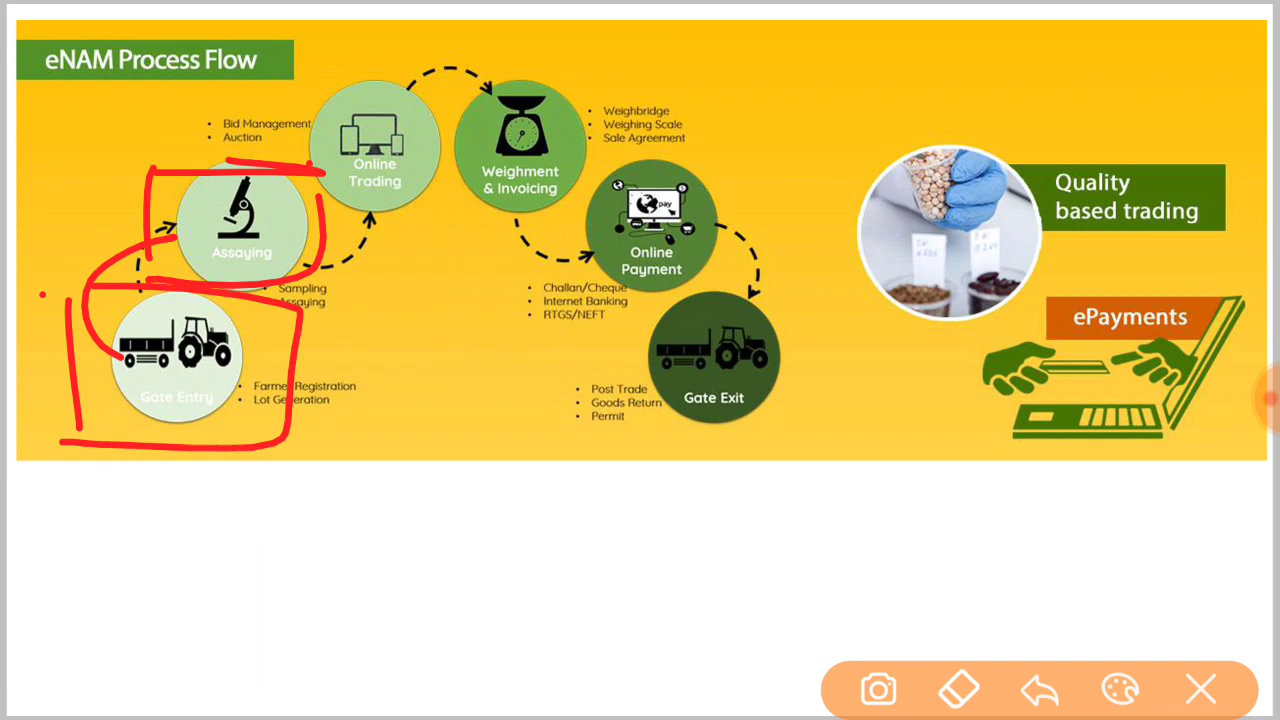 eNAM Process Flow
Bid Management
Auction
Online
Trading
Weighment
& Invoicing
Weighbridge
Weighing Scale
Sale Agreement
Assaying
Sampling
Assaying
pay
Online
Payment
Challan/Cheque
Internet Banking
RTGS/NEFT
Gate Entry
Farmer Registration
Lot Generation
Post Trade
Goods Return
Permit
Gate Exit
Quality
based trading
ePayments